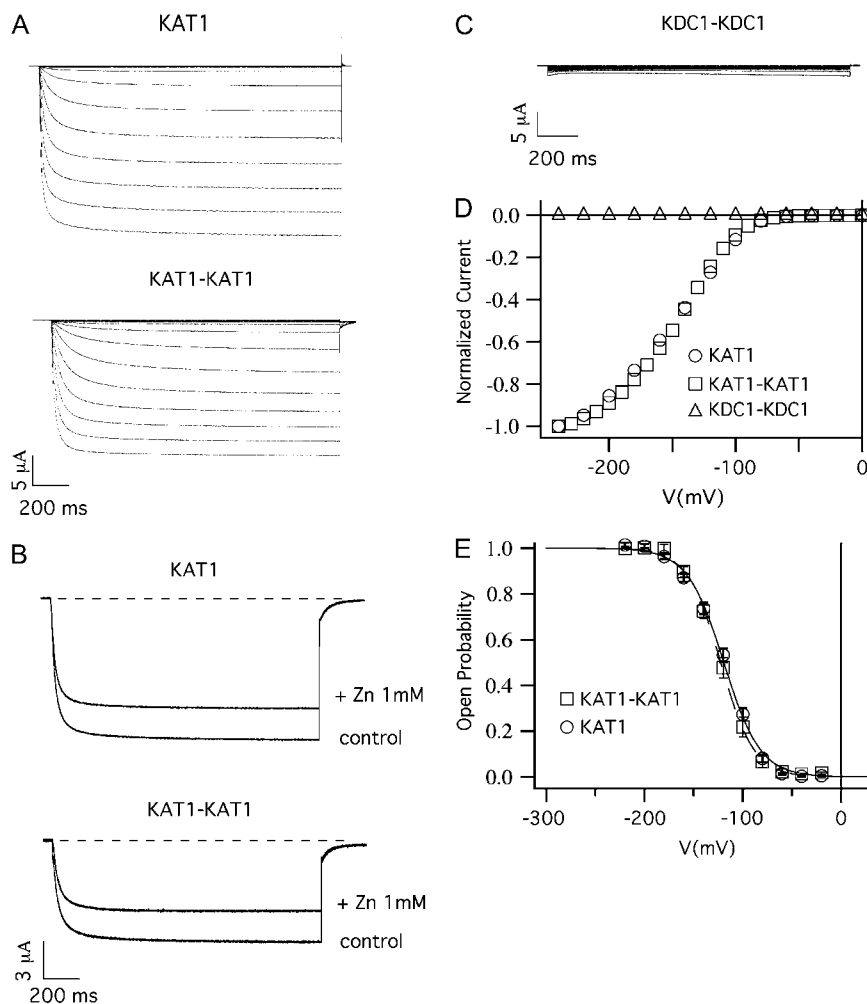 A
KAT1
KAT1-KAT1
5 μA
200 ms
B
KAT1
+ Zn 1mM
control
KAT1-KAT1
+ Zn 1mM
control
3 μA
200 ms
C
KDC1-KDC1
5 μA
200 ms
D
0.0
-0.2
-0.4
-0.6
-0.8
-1.0
Normalized Current
KAT1
KAT1-KAT1
KDC1-KDC1
-200
-100
0
V(mV)
E
1.0
0.8
0.6
0.4
0.2
0.0
Open Probability
KAT1-KAT1
KAT1
-300
-200
-100
0
V(mV)